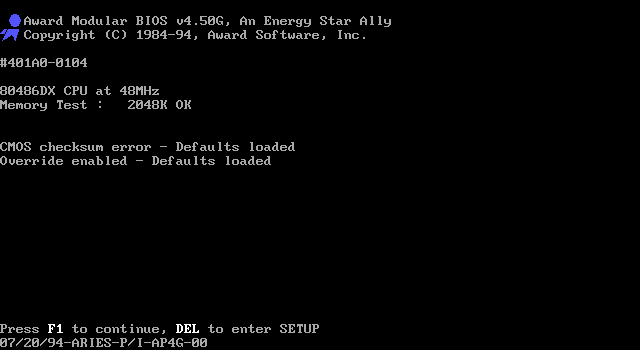 Award Modular BIOS v4.50G, An Energy Star Ally
Copyright (C) 1984-94, Award Software, Inc.
#401A0-0104
80486DX CPU at 48MHz
Memory Test :   2048K OK
CMOS checksum error - Defaults loaded
Override enabled - Defaults loaded
Press F1 to continue, DEL to enter SETUP
07/20/94-ARIES-P/I-AP4G-00